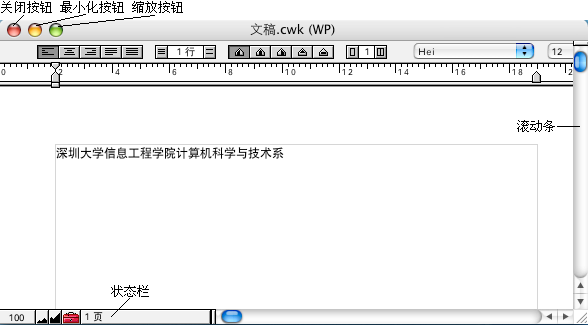 关闭按钮 最小化按钮 缩放按钮
文稿.cwk (WP)
1 行 1 Hei 12
0 2 4 6 8 10 12 14 16 18 2
滚动条
深圳大学信息工程学院计算机科学与技术系
状态栏
100 1 页